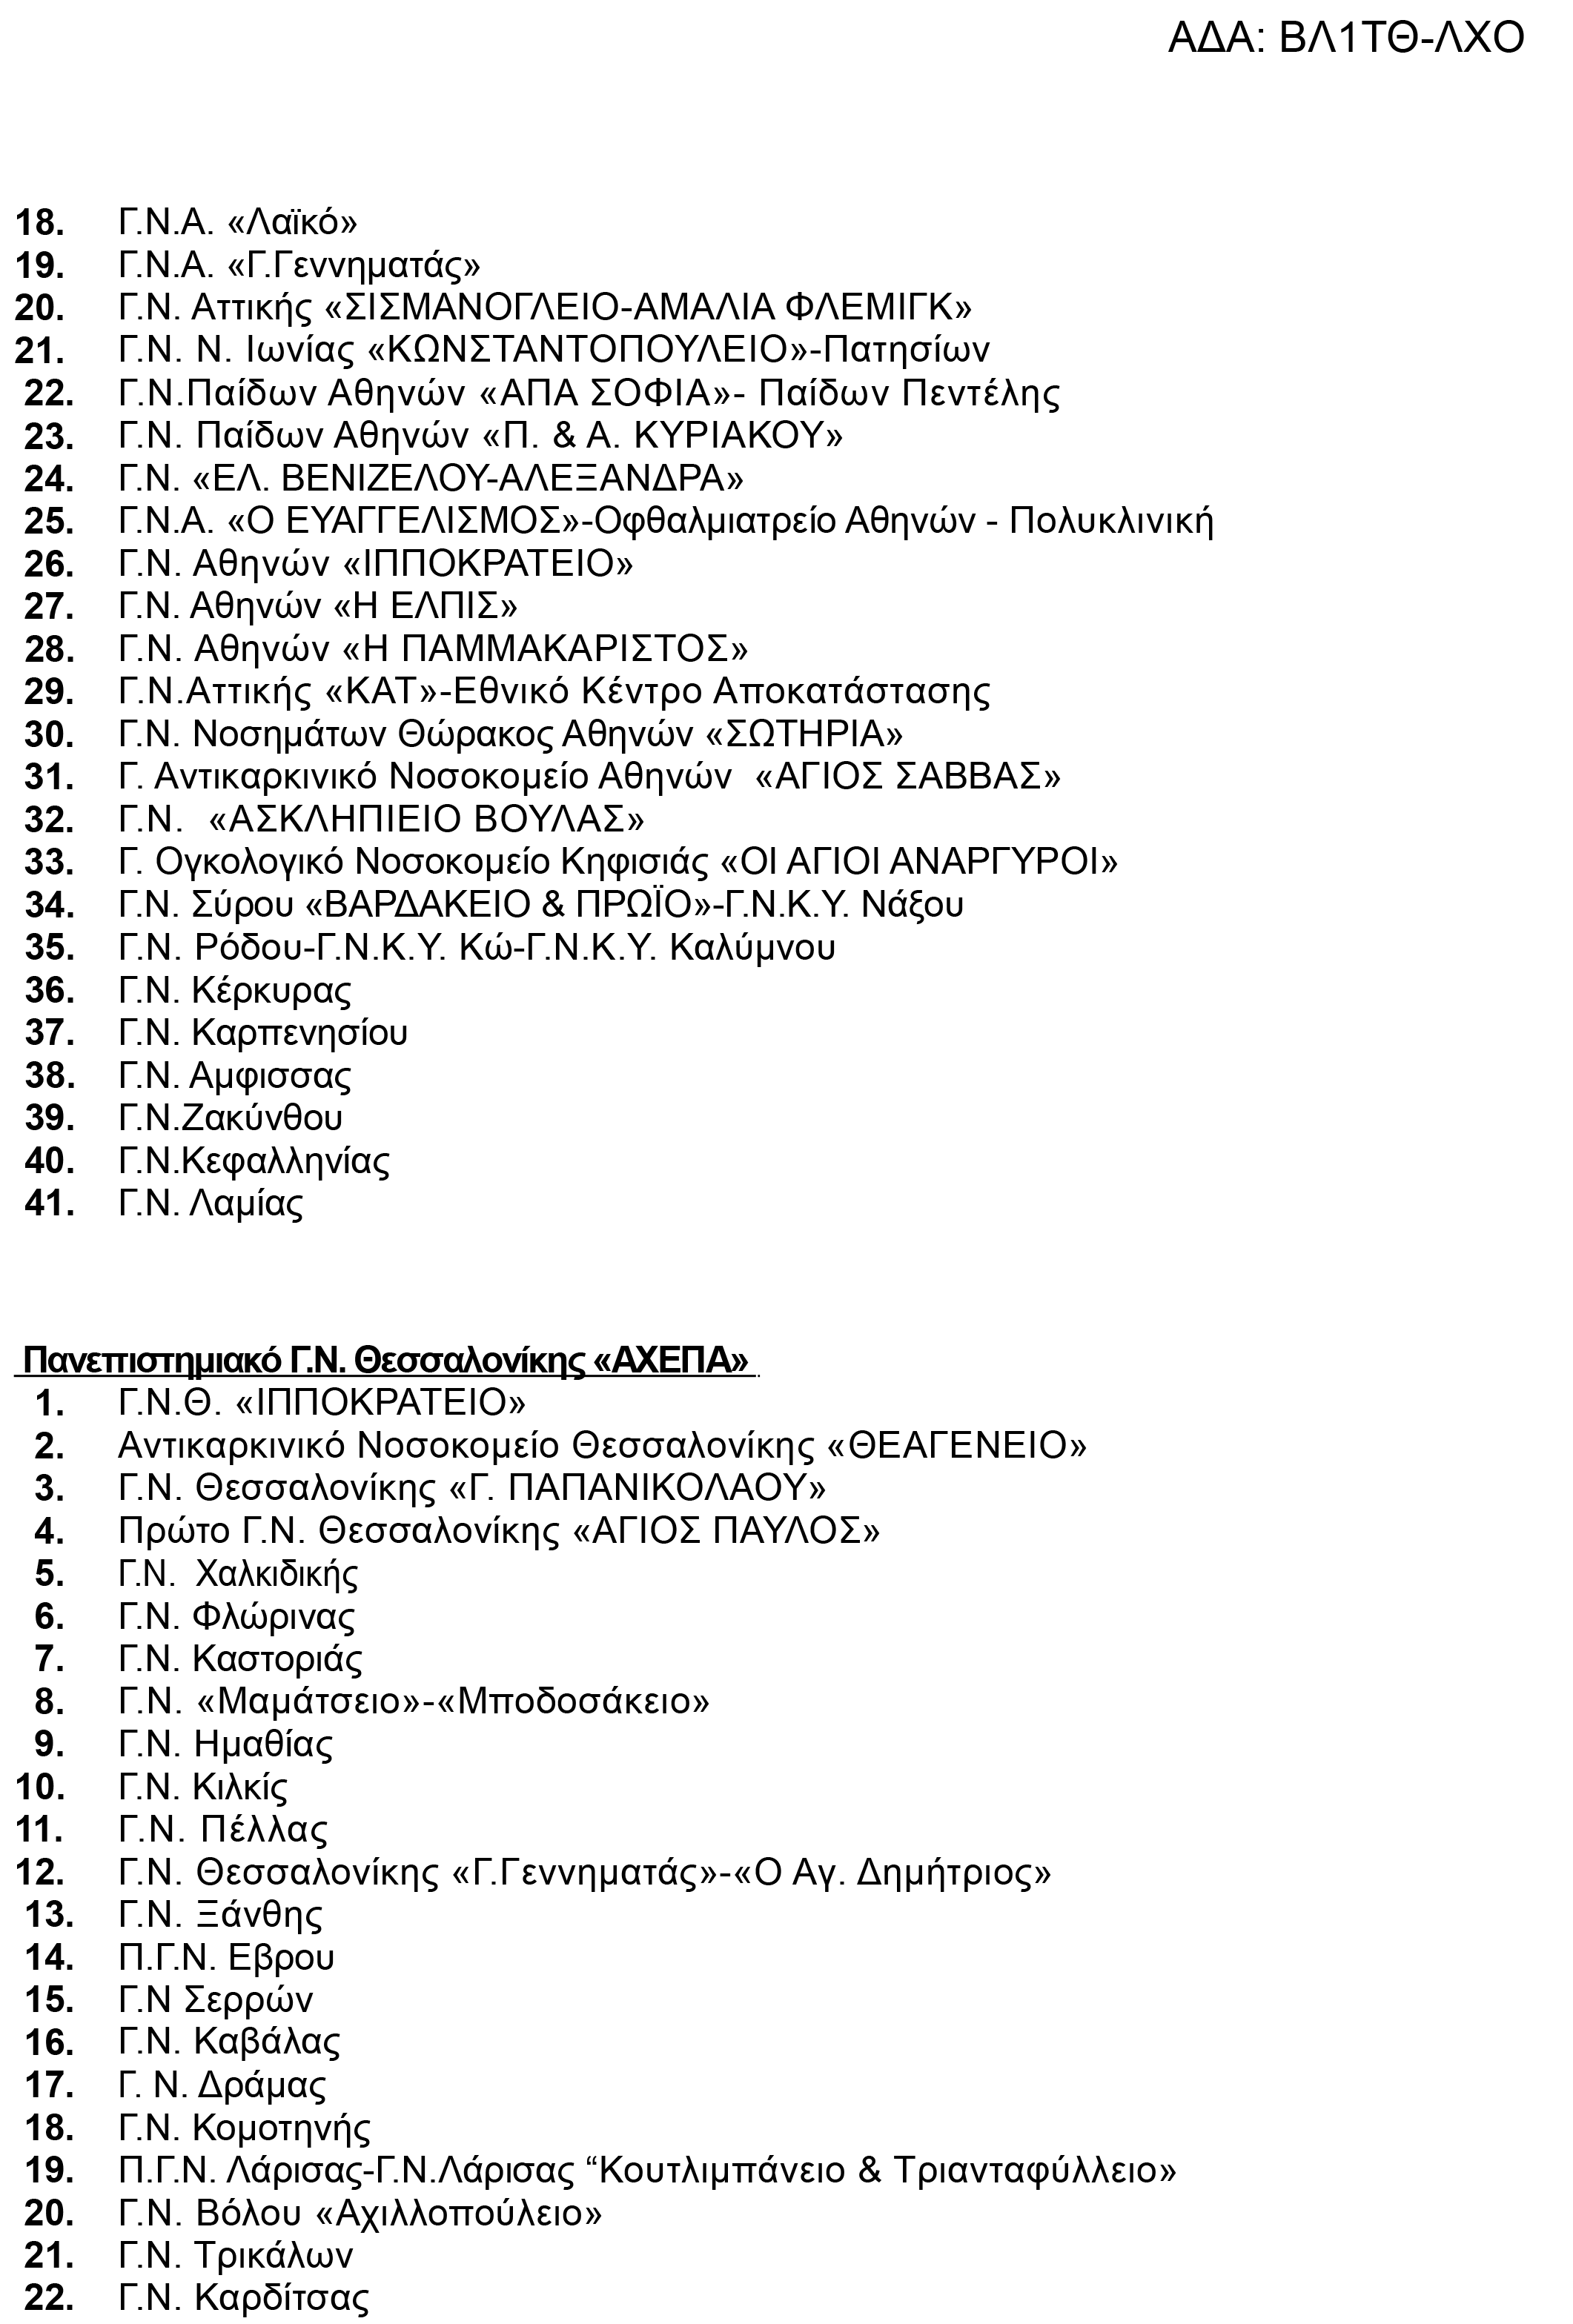 ΑΔΑ: ΒΛ1ΤΘ-ΛΧΟ
18. Γ.Ν.Α. «Λαϊκό»
19. Γ.Ν.Α. «Γ.Γεννηματάς»
20. Γ.Ν. Αττικής «ΣΙΣΜΑΝΟΓΛΕΙΟ-ΑΜΑΛΙΑ ΦΛΕΜΙΓΚ»
21. Γ.Ν. Ν. Ιωνίας «ΚΩΝΣΤΑΝΤΟΠΟΥΛΕΙΟ»-Πατησίων
22. Γ.Ν.Παίδων Αθηνών «ΑΠΑ ΣΟΦΙΑ»- Παίδων Πεντέλης
23. Γ.Ν. Παίδων Αθηνών «Π. & Α. ΚΥΡΙΑΚΟΥ»
24. Γ.Ν. «ΕΛ. ΒΕΝΙΖΕΛΟΥ-ΑΛΕΞΑΝΔΡΑ»
25. Γ.Ν.Α. «Ο ΕΥΑΓΓΕΛΙΣΜΟΣ»-Οφθαλμιατρείο Αθηνών - Πολυκλινική
26. Γ.Ν. Αθηνών «ΙΠΠΟΚΡΑΤΕΙΟ»
27. Γ.Ν. Αθηνών «Η ΕΛΠΙΣ»
28. Γ.Ν. Αθηνών «Η ΠΑΜΜΑΚΑΡΙΣΤΟΣ»
29. Γ.Ν.Αττικής «ΚΑΤ»-Εθνικό Κέντρο Αποκατάστασης
30. Γ.Ν. Νοσημάτων Θώρακος Αθηνών «ΣΩΤΗΡΙΑ»
31. Γ. Αντικαρκινικό Νοσοκομείο Αθηνών «ΑΓΙΟΣ ΣΑΒΒΑΣ»
32. Γ.Ν. «ΑΣΚΛΗΠΙΕΙΟ ΒΟΥΛΑΣ»
33. Γ. Ογκολογικό Νοσοκομείο Κηφισιάς «ΟΙ ΑΓΙΟΙ ΑΝΑΡΓΥΡΟΙ»
34. Γ.Ν. Σύρου «ΒΑΡΔΑΚΕΙΟ & ΠΡΩΪΟ»-Γ.Ν.Κ.Υ. Νάξου
35. Γ.Ν. Ρόδου-Γ.Ν.Κ.Υ. Κώ-Γ.Ν.Κ.Υ. Καλύμνου
36. Γ.Ν. Κέρκυρας
37. Γ.Ν. Καρπενησίου
38. Γ.Ν. Αμφισσας
39. Γ.Ν.Ζακύνθου
40. Γ.Ν.Κεφαλληνίας
41. Γ.Ν. Λαμίας
Πανεπιστημιακό Γ.Ν. Θεσσαλονίκης «ΑΧΕΠΑ»
1. Γ.Ν.Θ. «ΙΠΠΟΚΡΑΤΕΙΟ»
2. Αντικαρκινικό Νοσοκομείο Θεσσαλονίκης «ΘΕΑΓΕΝΕΙΟ»
3. Γ.Ν. Θεσσαλονίκης «Γ. ΠΑΠΑΝΙΚΟΛΑΟΥ»
4. Πρώτο Γ.Ν. Θεσσαλονίκης «ΑΓΙΟΣ ΠΑΥΛΟΣ»
5. Γ.Ν. Χαλκιδικής
6. Γ.Ν. Φλώρινας
7. Γ.Ν. Καστοριάς
8. Γ.Ν. «Μαμάτσειο»-«Μποδοσάκειο»
9. Γ.Ν. Ημαθίας
10. Γ.Ν. Κιλκίς
11. Γ.Ν. Πέλλας
12. Γ.Ν. Θεσσαλονίκης «Γ.Γεννηματάς»-«Ο Αγ. Δημήτριος»
13. Γ.Ν. Ξάνθης
14. Π.Γ.Ν. Εβρου
15. Γ.Ν Σερρών
16. Γ.Ν. Καβάλας
17. Γ. Ν. Δράμας
18. Γ.Ν. Κομοτηνής
19. Π.Γ.Ν. Λάρισας-Γ.Ν.Λάρισας “Κουτλιμπάνειο & Τριανταφύλλειο»
20. Γ.Ν. Βόλου «Αχιλλοπούλειο»
21. Γ.Ν. Τρικάλων
22. Γ.Ν. Καρδίτσας